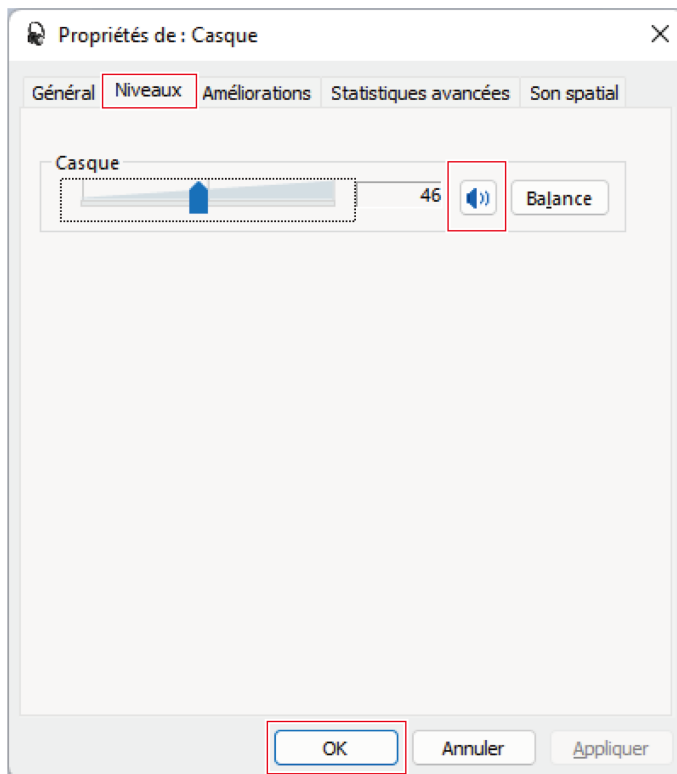 Propriétés de : Casque
Général Niveaux Améliorations Statistiques avancées Son spatial
Casque
46 Balance
OK Annuler Appliquer